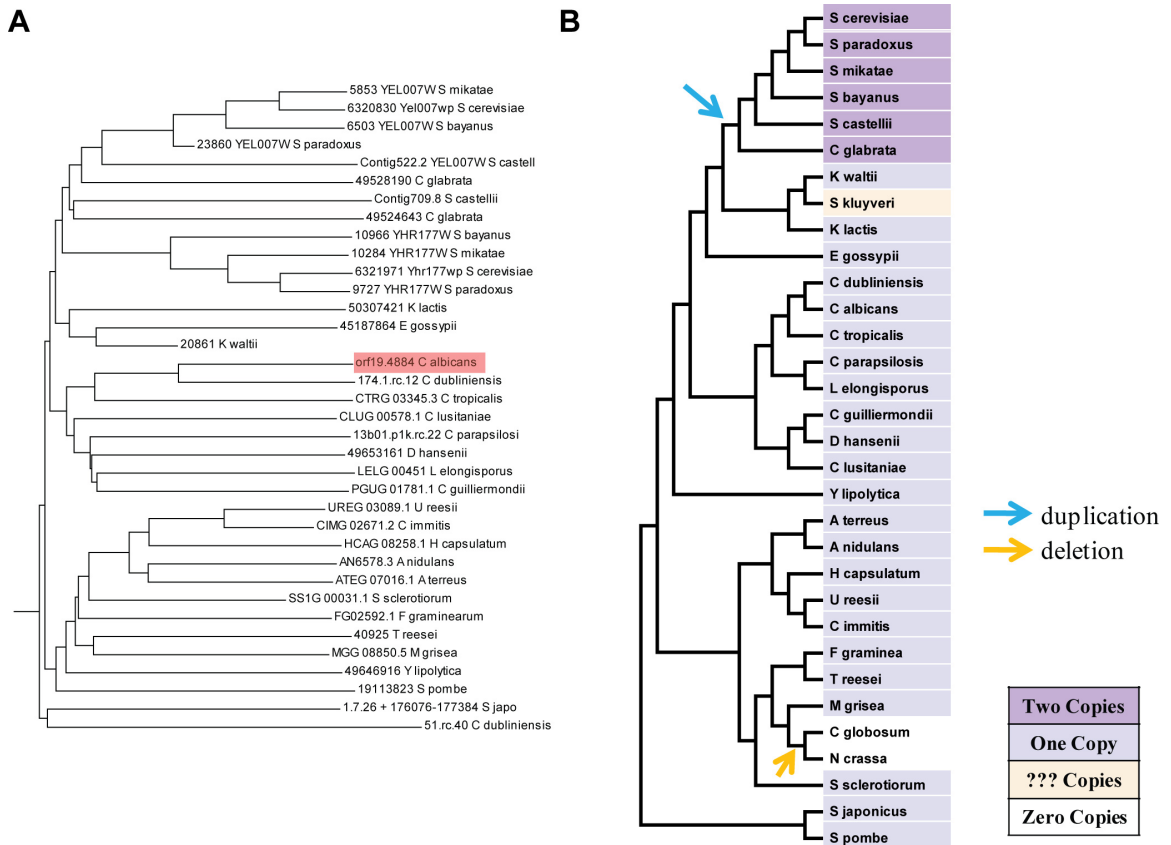 A
5853 YEL007W S mikatae
6320830 Yel007wp S cerevisiae
6503 YEL007W S bayanus
23860 YEL007W S paradoxus
Contig522.2 YEL007W S castell
49528190 C glabrata
Contig709.8 S castellii
49524643 C glabrata
10966 YHR177W S bayanus
10284 YHR177W S mikatae
6321971 Yhr177wp S cerevisiae
9727 YHR177W S paradoxus
50307421 K lactis
45187864 E gossypii
20861 K waltii
orf19.4884 C albicans
174.1.rc.12 C dubliniensis
CTRG 03345.3 C tropicalis
CLUG 00578.1 C lusitaniae
13b01.p1k.rc.22 C parapsilosi
49653161 D hansenii
LELG 00451 L elongisporus
PGUG 01781.1 C guilliermondii
UREG 03089.1 U reesii
CIMG 02671.2 C immitis
HCAG 08258.1 H capsulatum
AN6578.3 A nidulans
ATEG 07016.1 A terreus
SS1G 00031.1 S sclerotiorum
FG02592.1 F graminearum
40925 T reesei
MGG 08850.5 M grisea
49646916 Y lipolytica
19113823 S pombe
1.7.26 + 176076-177384 S japo
51.rc.40 C dubliniensis
B
S cerevisiae
S paradoxus
S mikatae
S bayanus
S castellii
C glabrata
K waltii
S kluyveri
K lactis
E gossypii
C dubliniensis
C albicans
C tropicalis
C parapsilosis
L elongisporus
C guilliermondii
D hansenii
C lusitaniae
Y lipolytica
A terreus
A nidulans
H capsulatum
U reesii
C immitis
F graminea
T reesei
M grisea
C globosum
N crassa
S sclerotiorum
S japonicus
S pombe
duplication
deletion
Two Copies
One Copy
??? Copies
Zero Copies